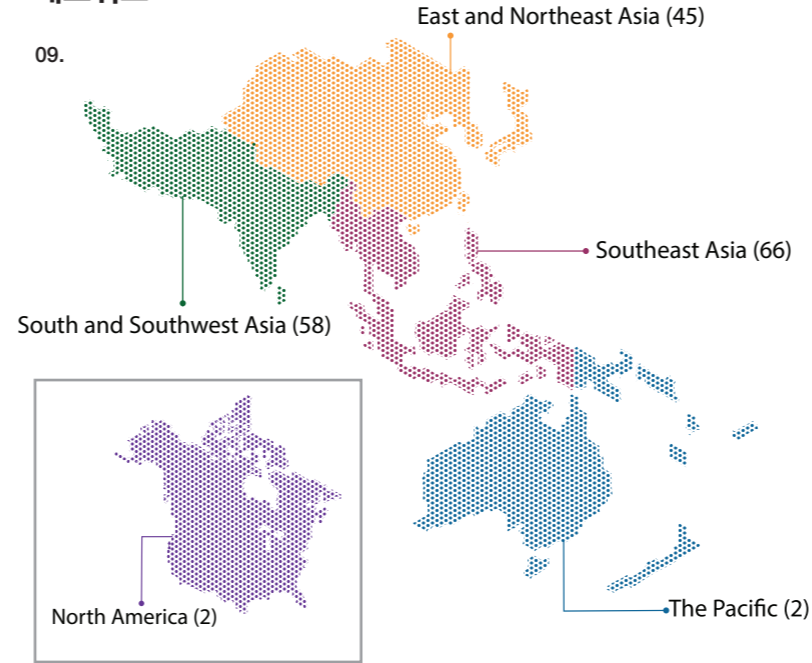 East and Northeast Asia (45)
09.
Southeast Asia (66)
South and Southwest Asia (58)
North America (2)
The Pacific (2)